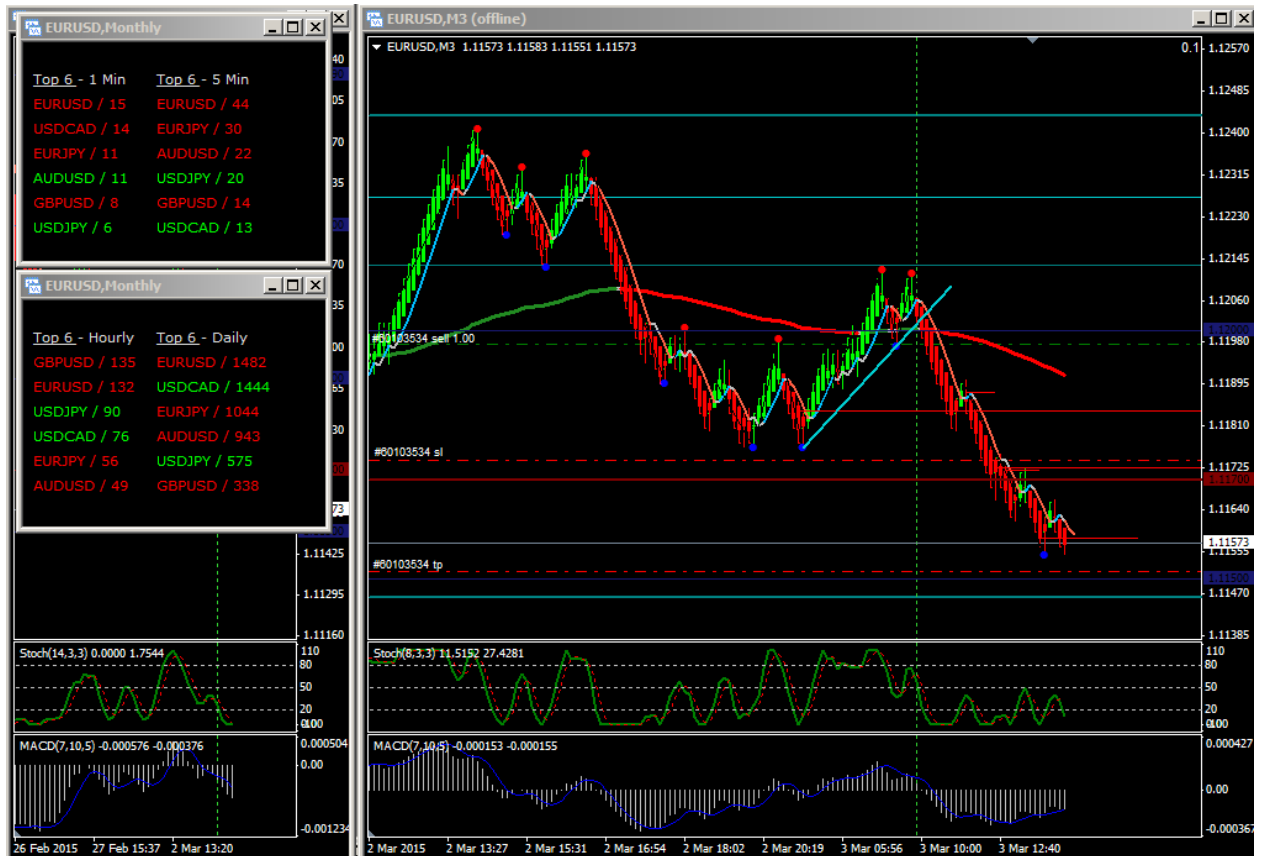 EURUSD,Monthly
Top 6 - 1 Min Top 6 - 5 Min
EURUSD / 15 EURUSD / 44
USDCAD / 14 EURJPY / 30
EURJPY / 11 AUDUSD / 22
AUDUSD / 11 USDJPY / 20
GBPUSD / 8 GBPUSD / 14
USDJPY / 6 USDCAD / 13
EURUSD,Monthly
Top 6 - Hourly Top 6 - Daily
GBPUSD / 135 EURUSD / 1482
EURUSD / 132 USDCAD / 1444
USDJPY / 90 EURJPY / 1044
USDCAD / 76 AUDUSD / 943
EURJPY / 56 USDJPY / 575
AUDUSD / 49 GBPUSD / 338
40
05
70
35
70
35
00
65
30
73
1.11425
1.11295
1.11160
Stoch(14,3,3) 0.0000 1.7544
110
80
50
20
MACD(7,10,5) -0.000576 -0.000376
0.000504
0.00
-0.001234
26 Feb 2015 27 Feb 15:37 2 Mar 13:20
EURUSD,M3 (offline)
EURUSD,M3 1.11573 1.11583 1.11551 1.11573
0.1
1.12570
1.12485
1.12400
1.12315
1.12230
1.12145
1.12060
1.12000
1.11980
1.11895
1.11810
1.11725
1.11700
1.11640
1.11573
1.11555
1.11500
1.11470
1.11385
#60103534 sell 1.00
#60103534 sl
#60103534 tp
Stoch(8,3,3) 11.5152 27.4281
110
80
50
20
MACD(7,10,5) -0.000153 -0.000155
0.000427
0.00
-0.000367
2 Mar 2015 2 Mar 13:27 2 Mar 15:31 2 Mar 16:54 2 Mar 18:02 2 Mar 20:19 3 Mar 05:56 3 Mar 10:00 3 Mar 12:40